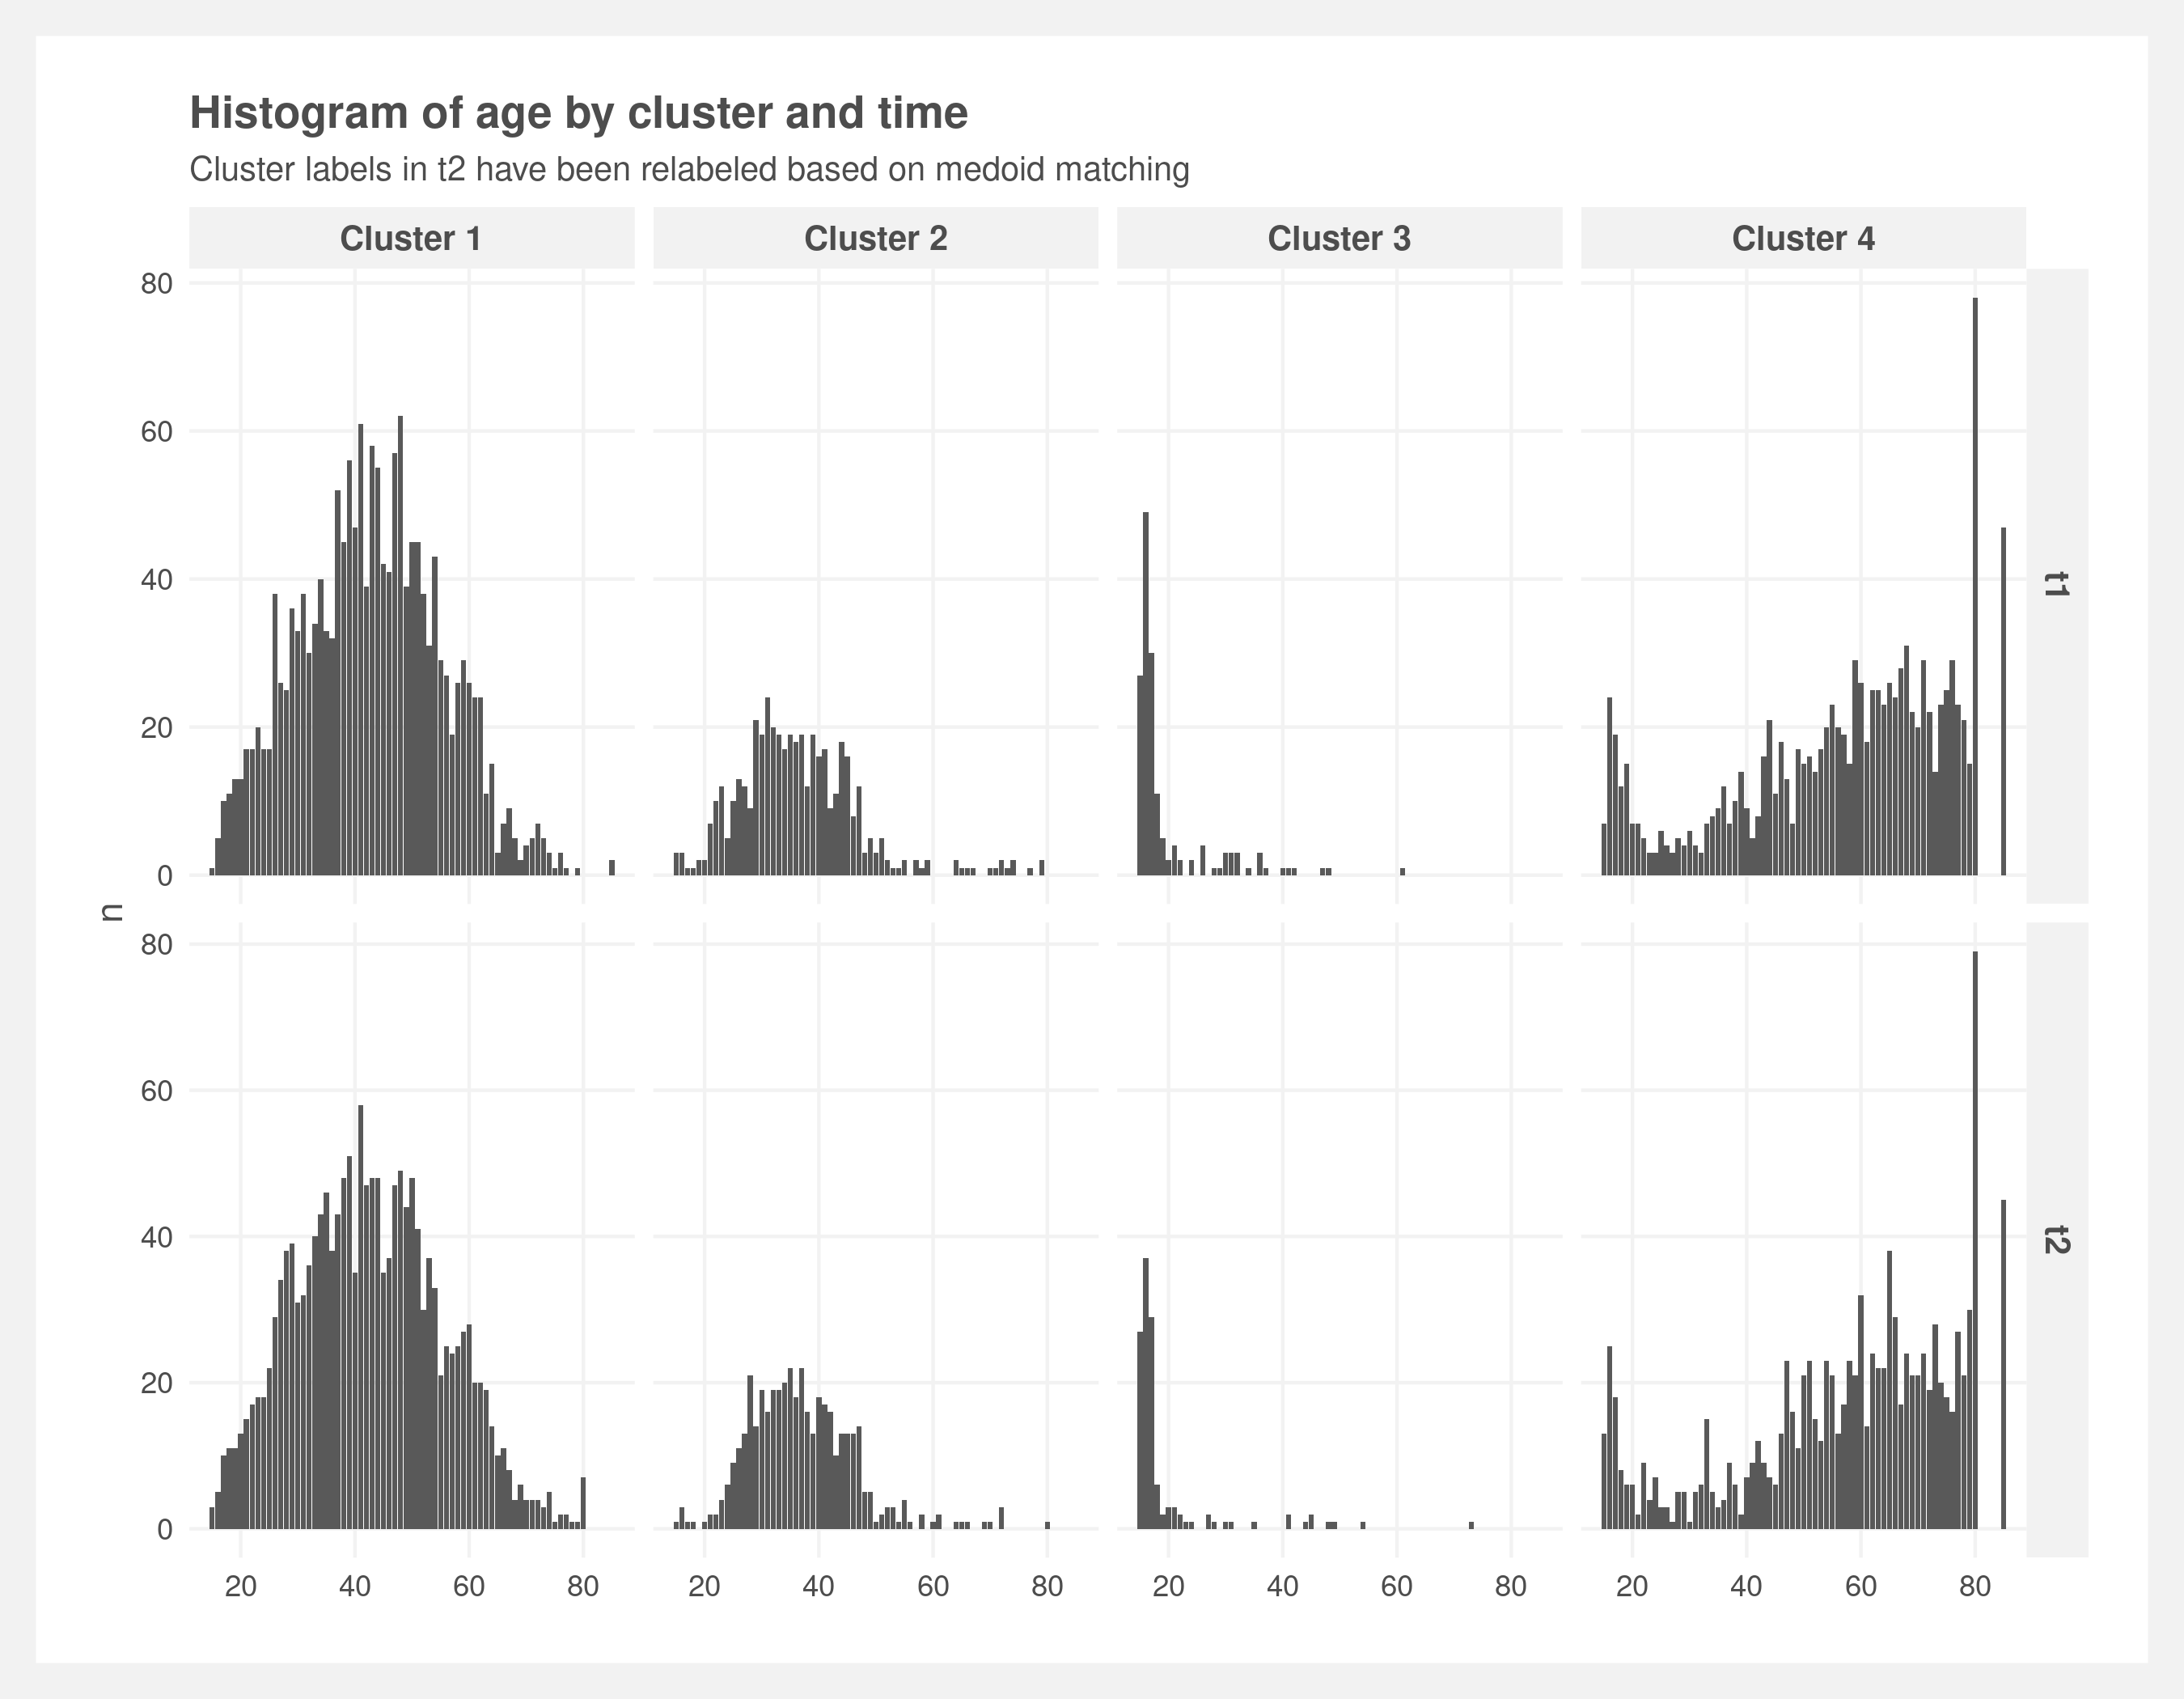 Histogram of age by cluster and time
Cluster labels in t2 have been relabeled based on medoid matching
Cluster 1 Cluster 2 Cluster 3 Cluster 4
80
60
40
20
0
t1
n
80
60
40
20
0
t2
20 40 60 80 20 40 60 80 20 40 60 80 20 40 60 80